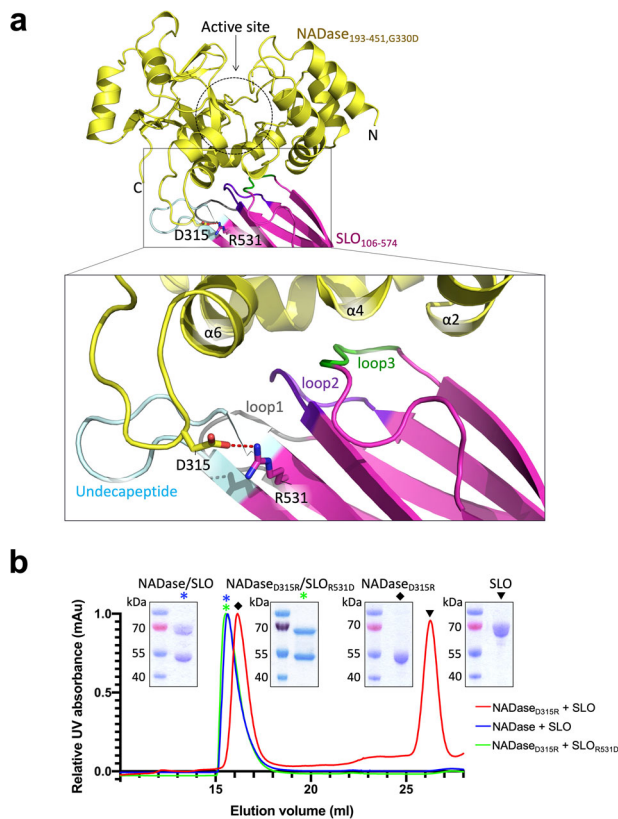 a
Active site
NADase193-451,G330D
N
C
D315
R531
SLO106-574
α6
α4
α2
loop3
loop2
loop1
D315
R531
Undecapeptide
b
NADase/SLO
NADaseD315R/SLOR531D
NADaseD315R
SLO
* * ◆ ▼
kDa kDa kDa kDa
70 70 70 70
55 55 55 55
40 40 40 40
* * ◆ ▼
1.0
0.5
0.0
Relative UV absorbance (mAu)
15 20 25
Elution volume (ml)
NADaseD315R + SLO
NADase + SLO
NADaseD315R + SLOR531D